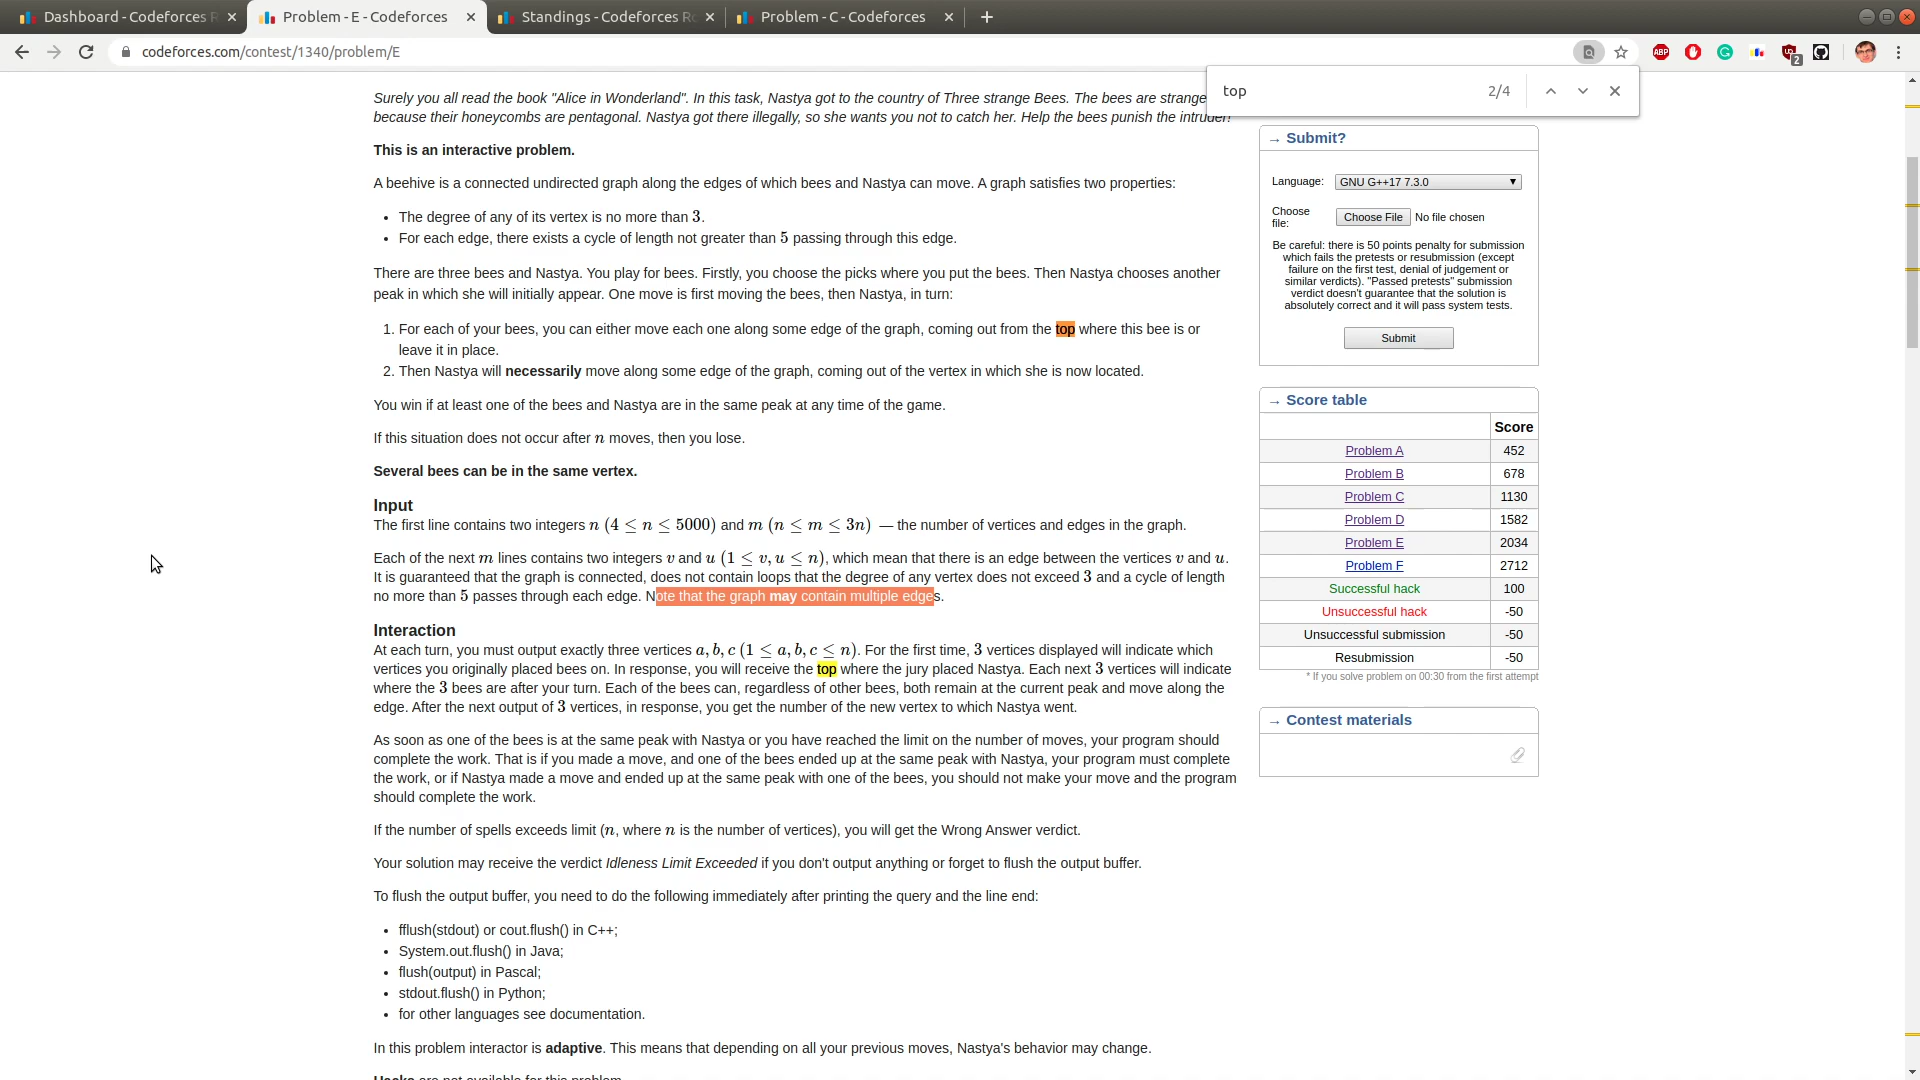 Dashboard - Codeforces R
Problem - E - Codeforces
Standings - Codeforces Ro
Problem - C - Codeforces
codeforces.com/contest/1340/problem/E
ABP
2
top
2/4
Surely you all read the book "Alice in Wonderland". In this task, Nastya got to the country of Three strange Bees. The bees are strange
because their honeycombs are pentagonal. Nastya got there illegally, so she wants you not to catch her. Help the bees punish the intruder!
This is an interactive problem.
A beehive is a connected undirected graph along the edges of which bees and Nastya can move. A graph satisfies two properties:
• The degree of any of its vertex is no more than 3.
• For each edge, there exists a cycle of length not greater than 5 passing through this edge.
There are three bees and Nastya. You play for bees. Firstly, you choose the picks where you put the bees. Then Nastya chooses another
peak in which she will initially appear. One move is first moving the bees, then Nastya, in turn:
1. For each of your bees, you can either move each one along some edge of the graph, coming out from the top where this bee is or
leave it in place.
2. Then Nastya will necessarily move along some edge of the graph, coming out of the vertex in which she is now located.
You win if at least one of the bees and Nastya are in the same peak at any time of the game.
If this situation does not occur after n moves, then you lose.
Several bees can be in the same vertex.
Input
The first line contains two integers n (4 ≤ n ≤ 5000) and m (n ≤ m ≤ 3n) — the number of vertices and edges in the graph.
Each of the next m lines contains two integers v and u (1 ≤ v, u ≤ n), which mean that there is an edge between the vertices v and u.
It is guaranteed that the graph is connected, does not contain loops that the degree of any vertex does not exceed 3 and a cycle of length
no more than 5 passes through each edge. Note that the graph may contain multiple edges.
Interaction
At each turn, you must output exactly three vertices a, b, c (1 ≤ a, b, c ≤ n). For the first time, 3 vertices displayed will indicate which
vertices you originally placed bees on. In response, you will receive the top where the jury placed Nastya. Each next 3 vertices will indicate
where the 3 bees are after your turn. Each of the bees can, regardless of other bees, both remain at the current peak and move along the
edge. After the next output of 3 vertices, in response, you get the number of the new vertex to which Nastya went.
As soon as one of the bees is at the same peak with Nastya or you have reached the limit on the number of moves, your program should
complete the work. That is if you made a move, and one of the bees ended up at the same peak with Nastya, your program must complete
the work, or if Nastya made a move and ended up at the same peak with one of the bees, you should not make your move and the program
should complete the work.
If the number of spells exceeds limit (n, where n is the number of vertices), you will get the Wrong Answer verdict.
Your solution may receive the verdict Idleness Limit Exceeded if you don't output anything or forget to flush the output buffer.
To flush the output buffer, you need to do the following immediately after printing the query and the line end:
• fflush(stdout) or cout.flush() in C++;
• System.out.flush() in Java;
• flush(output) in Pascal;
• stdout.flush() in Python;
• for other languages see documentation.
In this problem interactor is adaptive. This means that depending on all your previous moves, Nastya's behavior may change.
Hacks are not available for this problem.
→ Submit?
Language: GNU G++17 7.3.0
Choose
file:
Choose File No file chosen
Be careful: there is 50 points penalty for submission
which fails the pretests or resubmission (except
failure on the first test, denial of judgement or
similar verdicts). "Passed pretests" submission
verdict doesn't guarantee that the solution is
absolutely correct and it will pass system tests.
Submit
→ Score table
Score
Problem A 452
Problem B 678
Problem C 1130
Problem D 1582
Problem E 2034
Problem F 2712
Successful hack 100
Unsuccessful hack -50
Unsuccessful submission -50
Resubmission -50
* If you solve problem on 00:30 from the first attempt
→ Contest materials